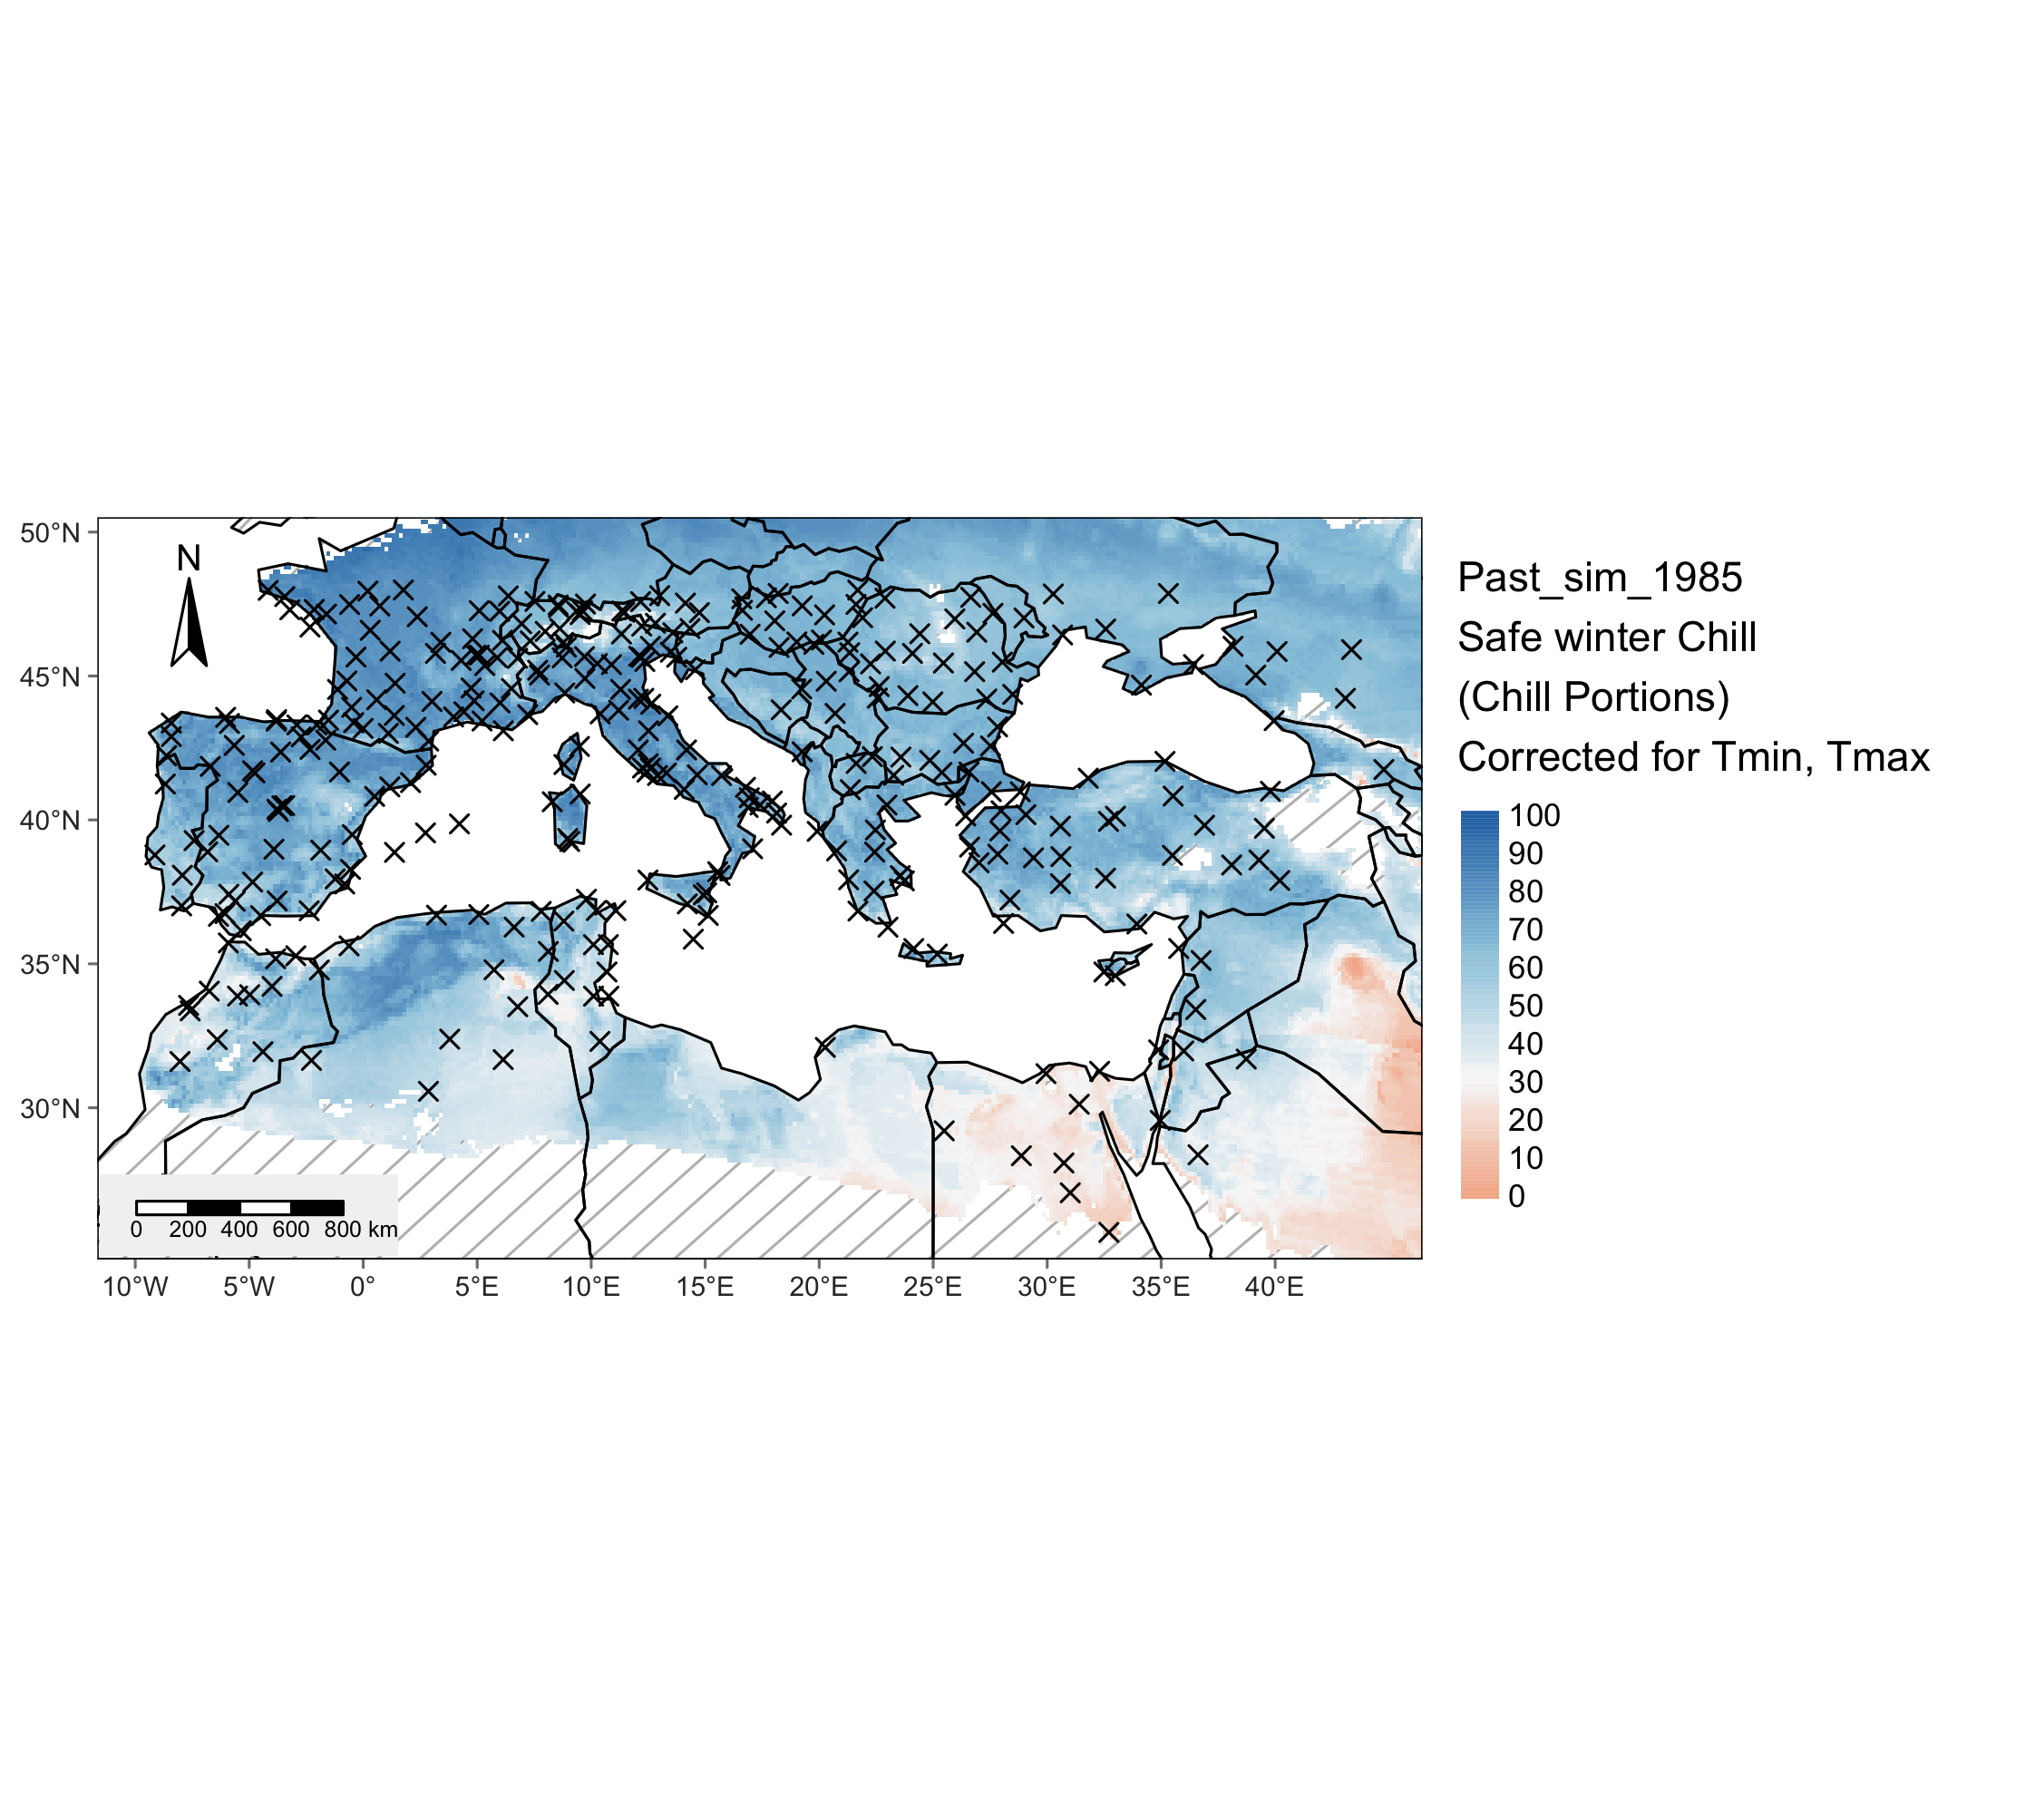 Past_sim_1985
Safe winter Chill
(Chill Portions)
Corrected for Tmin, Tmax
100
90
80
70
60
50
40
30
20
10
0
50°N
45°N
40°N
35°N
30°N
N
0 200 400 600 800 km
10°W 5°W 0° 5°E 10°E 15°E 20°E 25°E 30°E 35°E 40°E